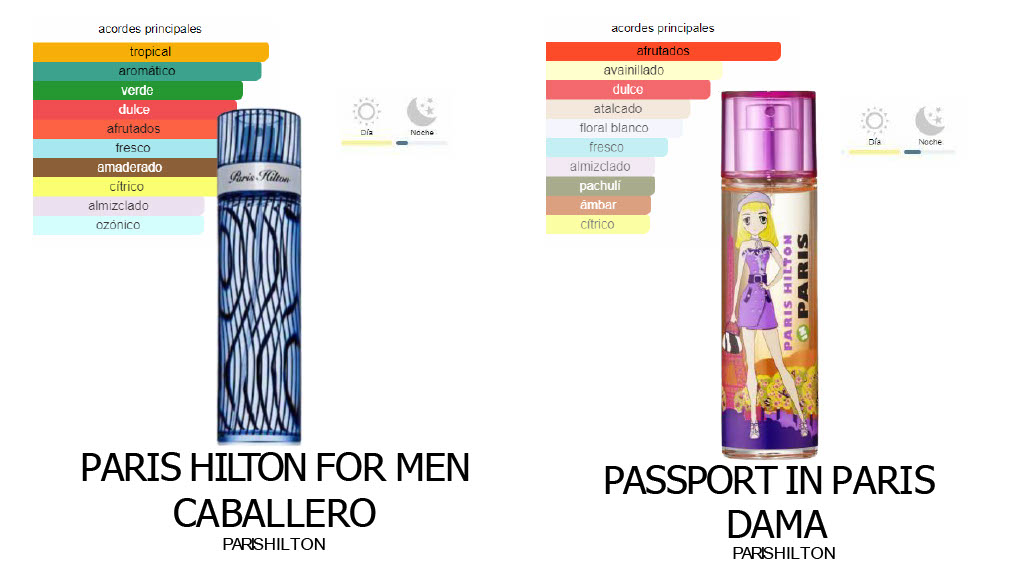 acordes principales
tropical
aromático
verde
dulce
afrutados
fresco
amaderado
cítrico
almizclado
ozónico
Día
Noche
Paris Hilton
PARIS HILTON FOR MEN
CABALLERO
PARISHILTON
acordes principales
afrutados
avainillado
dulce
atalcado
floral blanco
fresco
almizclado
pachulí
ámbar
cítrico
Día
Noche
PARIS HILTON
IN
PARIS
PASSPORT IN PARIS
DAMA
PARISHILTON